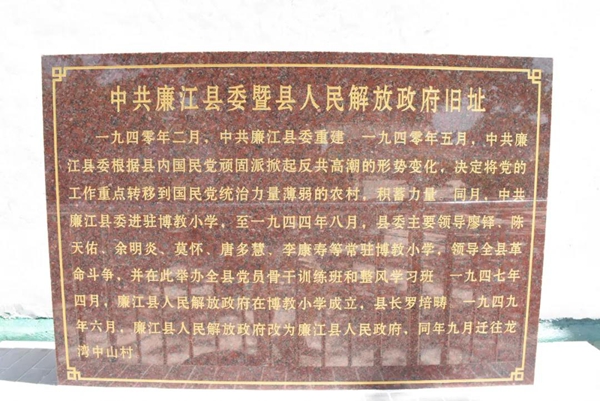 中共廉江县委暨县人民解放政府旧址
一九四零年二月，中共廉江县委重建 一九四零年五月，中共廉
江县委根据县内国民党顽固派掀起反共高潮的形势变化，决定将党的
工作重点转移到国民党统治力量薄弱的农村，积蓄力量 同月，中共
廉江县委进驻博教小学，至一九四四年八月，县委主要领导廖铎、陈
天佑、余明炎、莫怀、唐多慧、李康寿等常驻博教小学，领导全县革
命斗争，并在此举办全县党员骨干训练班和整风学习班 一九四七年
四月，廉江县人民解放政府在博教小学成立，县长罗培畴 一九四九
年六月，廉江县人民解放政府改为廉江县人民政府，同年九月迁往龙
湾中山村